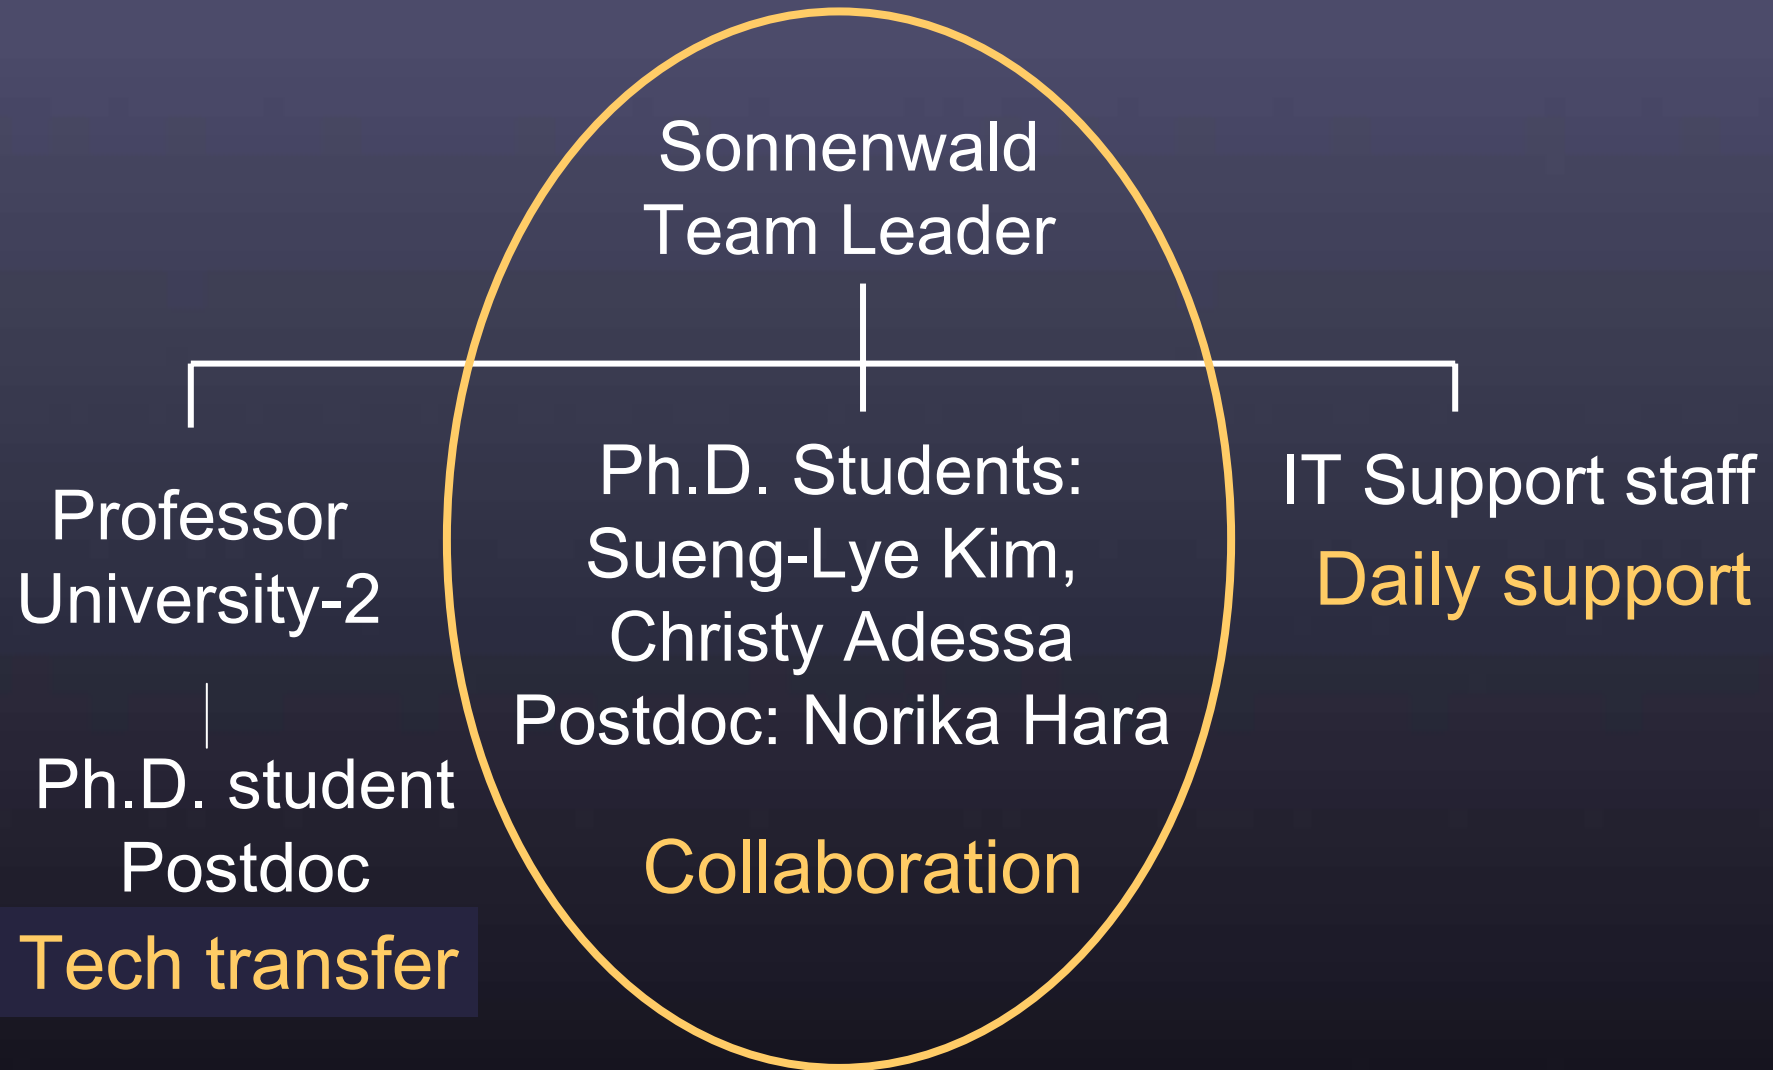 Sonnenwald
Team Leader
Professor
University-2
Ph.D. student
Postdoc
Tech transfer
Ph.D. Students:
Sueng-Lye Kim,
Christy Adessa
Postdoc: Norika Hara
Collaboration
IT Support staff
Daily support